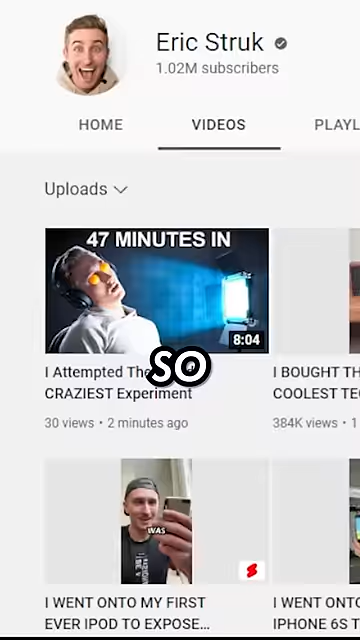 Eric Struk
1.02M subscribers
HOME VIDEOS PLAYL
Uploads
47 MINUTES IN
8:04
SO
I Attempted The
CRAZIEST Experiment
30 views • 2 minutes ago
I BOUGHT TH
COOLEST TE
384K views • 1
WAS
I WENT ONTO MY FIRST
EVER IPOD TO EXPOSE...
I WENT ONTO
IPHONE 6S T